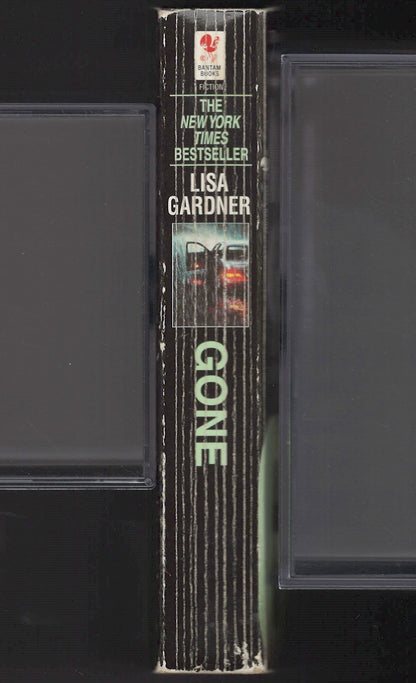 BANTAM
BOOKS
FICTION
THE
NEW YORK
TIMES
BESTSELLER
LISA
GARDNER
GONE